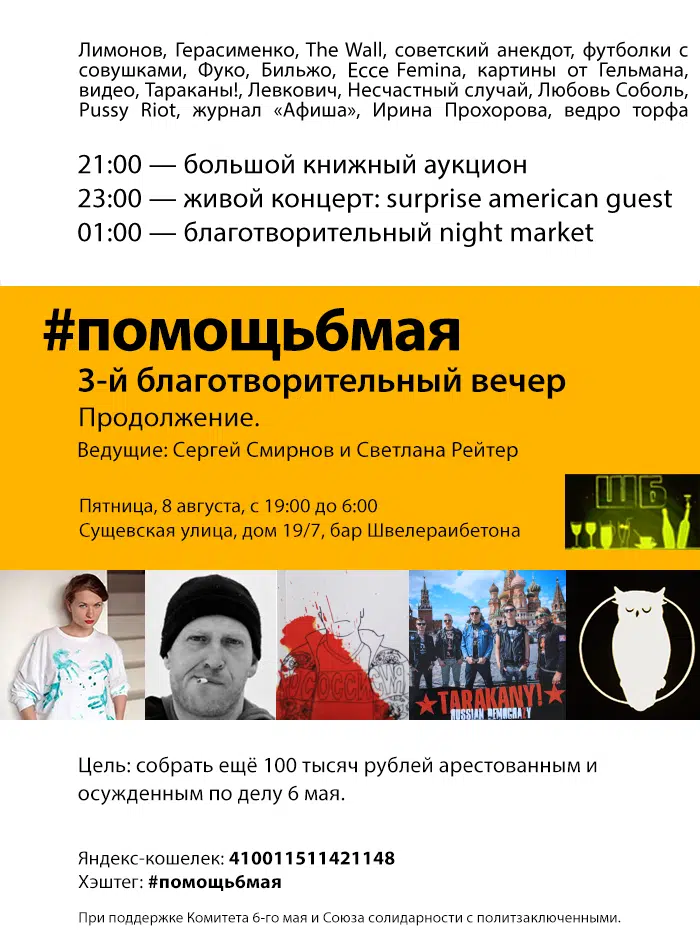 Лимонов, Герасименко, The Wall, советский анекдот, футболки с
совушками, Фуко, Бильжо, Ecce Femina, картины от Гельмана,
видео, Тараканы!, Левкович, Несчастный случай, Любовь Соболь,
Pussy Riot, журнал «Афиша», Ирина Прохорова, ведро торфа
21:00 — большой книжный аукцион
23:00 — живой концерт: surprise american guest
01:00 — благотворительный night market
#помощь6мая
3-й благотворительный вечер
Продолжение.
Ведущие: Сергей Смирнов и Светлана Рейтер
Пятница, 8 августа, с 19:00 до 6:00
Сущевская улица, дом 19/7, бар Швелераибетона
ШБ
TARAKANY!
RUSSIAN DEMOCRAZY
Цель: собрать ещё 100 тысяч рублей арестованным и
осужденным по делу 6 мая.
Яндекс-кошелек: 410011511421148
Хэштег: #помощь6мая
При поддержке Комитета 6-го мая и Союза солидарности с политзаключенными.